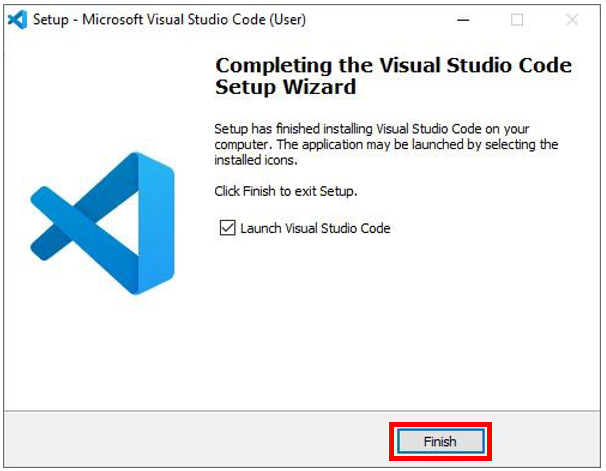 Setup - Microsoft Visual Studio Code (User)
Completing the Visual Studio Code
Setup Wizard
Setup has finished installing Visual Studio Code on your
computer. The application may be launched by selecting the
installed icons.
Click Finish to exit Setup.
Launch Visual Studio Code
Finish